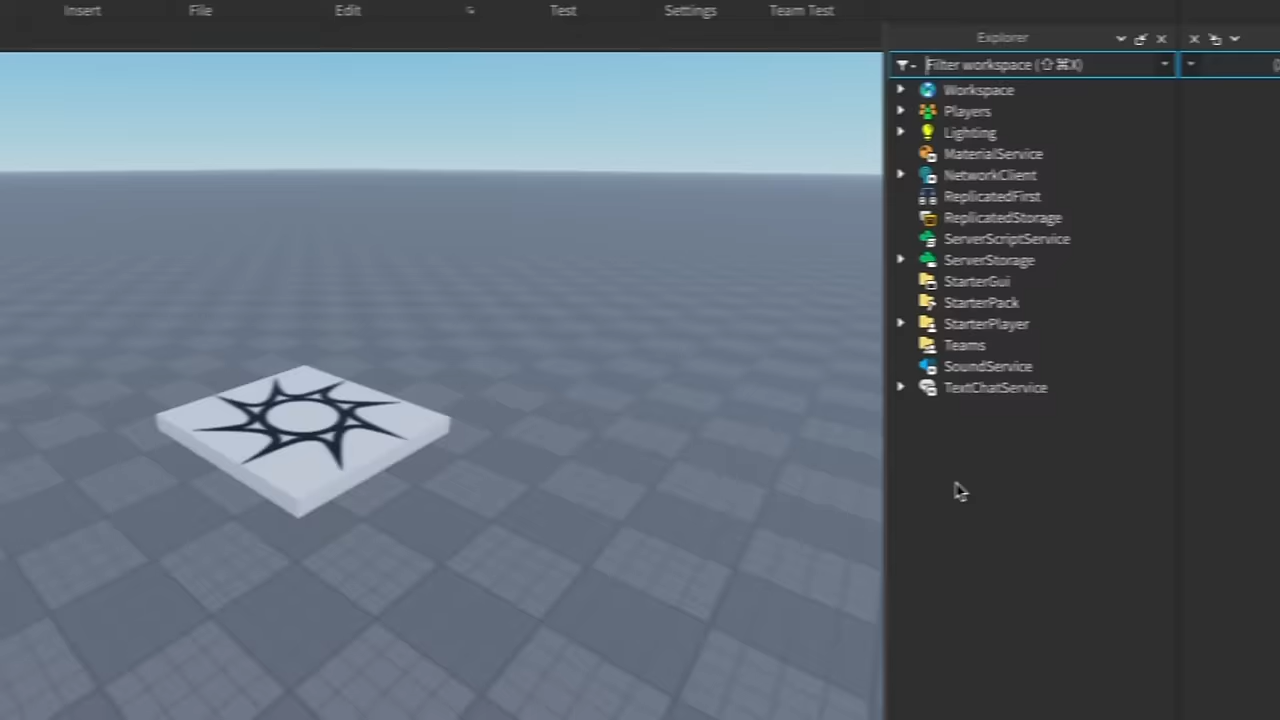 Insert File Edit Test Settings Team Test
Explorer
Filter workspace (⇧⌘X)
Workspace
Players
Lighting
MaterialService
NetworkClient
ReplicatedFirst
ReplicatedStorage
ServerScriptService
ServerStorage
StarterGui
StarterPack
StarterPlayer
Teams
SoundService
TextChatService